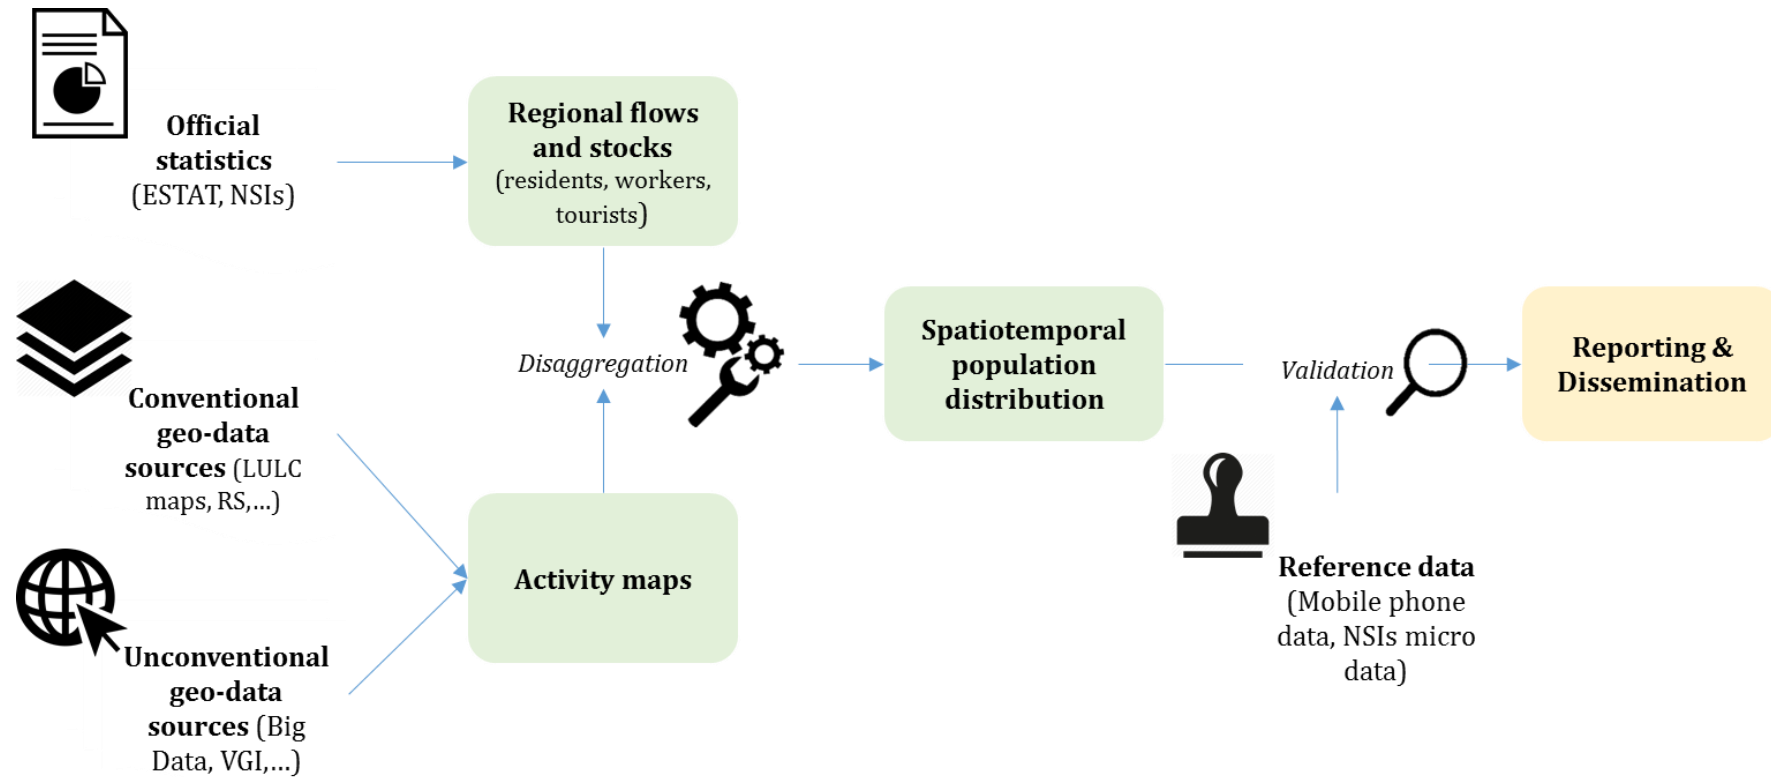 Official
statistics
(ESTAT, NSIs)
Regional flows
and stocks
(residents, workers,
tourists)
Conventional
geo-data
sources (LULC
maps, RS,...)
Disaggregation
Unconventional
geo-data
sources (Big
Data, VGI,...)
Activity maps
Spatiotemporal
population
distribution
Validation
Reference data
(Mobile phone
data, NSIs micro
data)
Reporting &
Dissemination